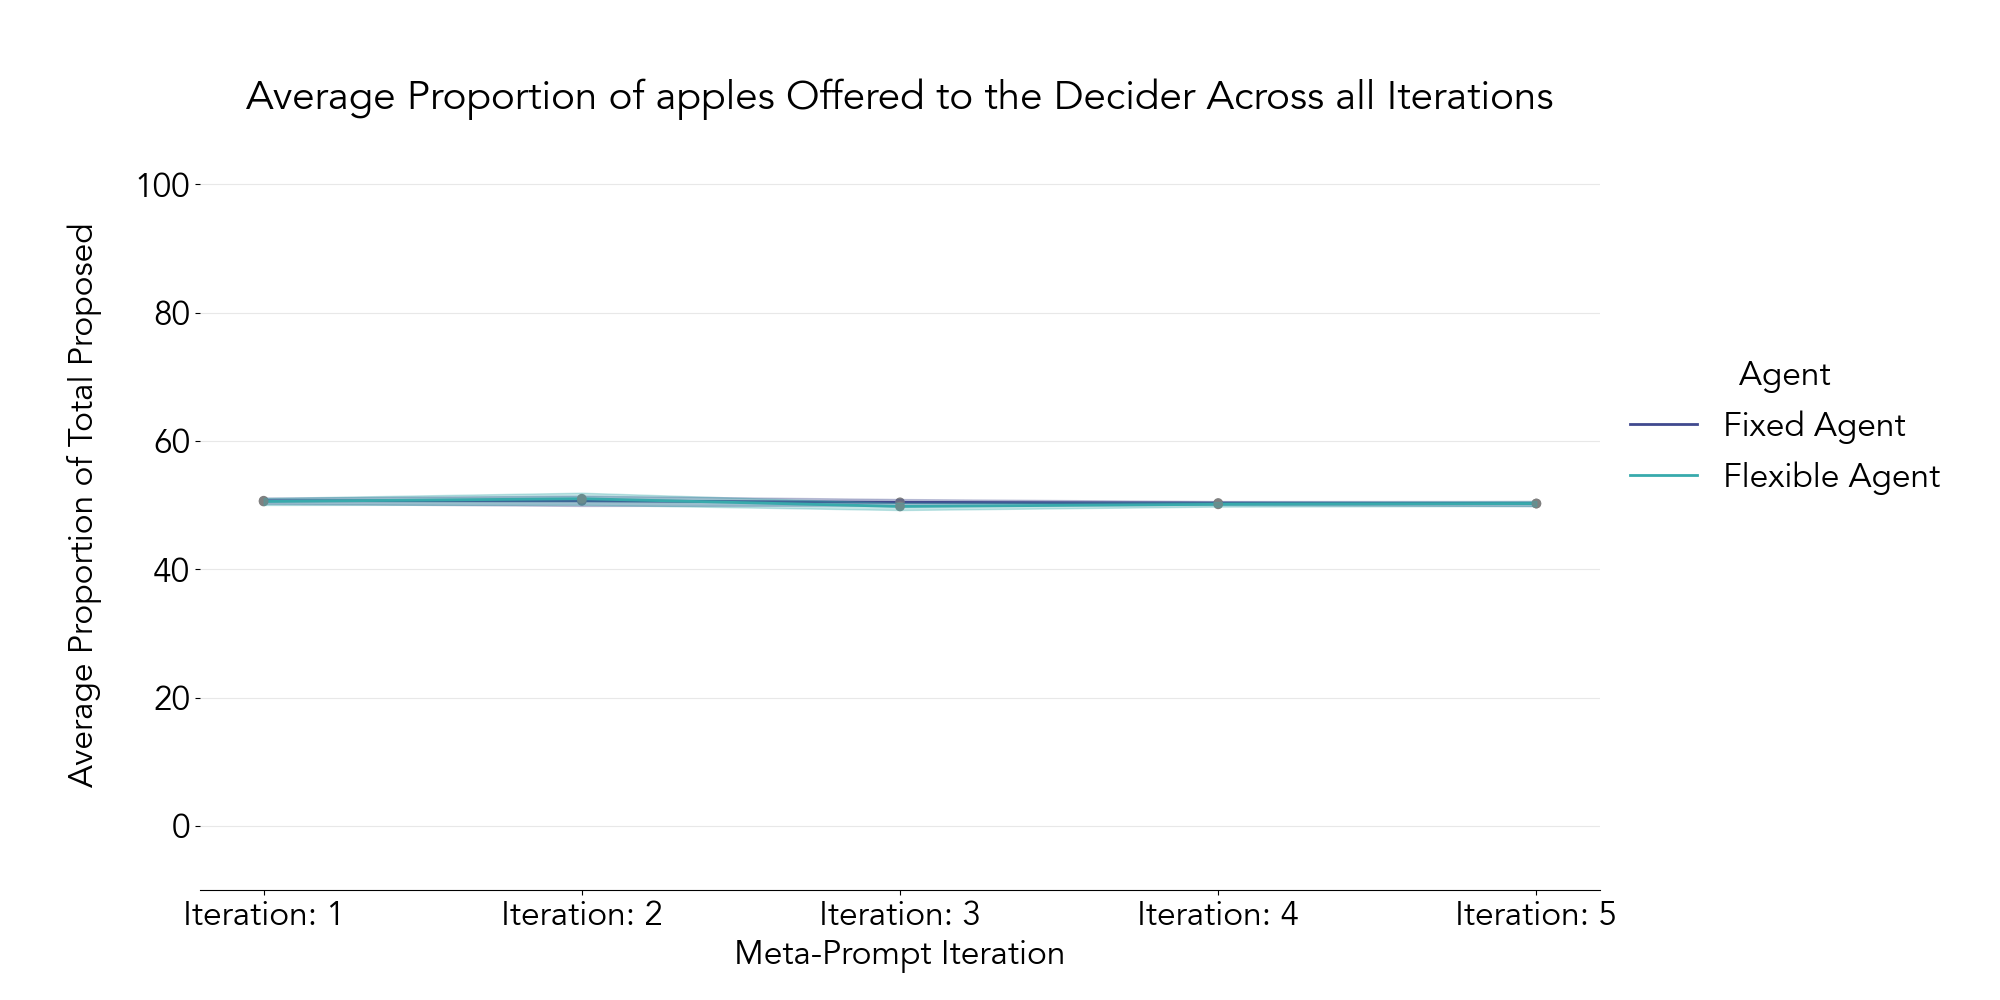 Average Proportion of apples Offered to the Decider Across all Iterations
Average Proportion of Total Proposed
100
80
60
40
20
0
Iteration: 1
Iteration: 2
Iteration: 3
Iteration: 4
Iteration: 5
Meta-Prompt Iteration
Agent
Fixed Agent
Flexible Agent